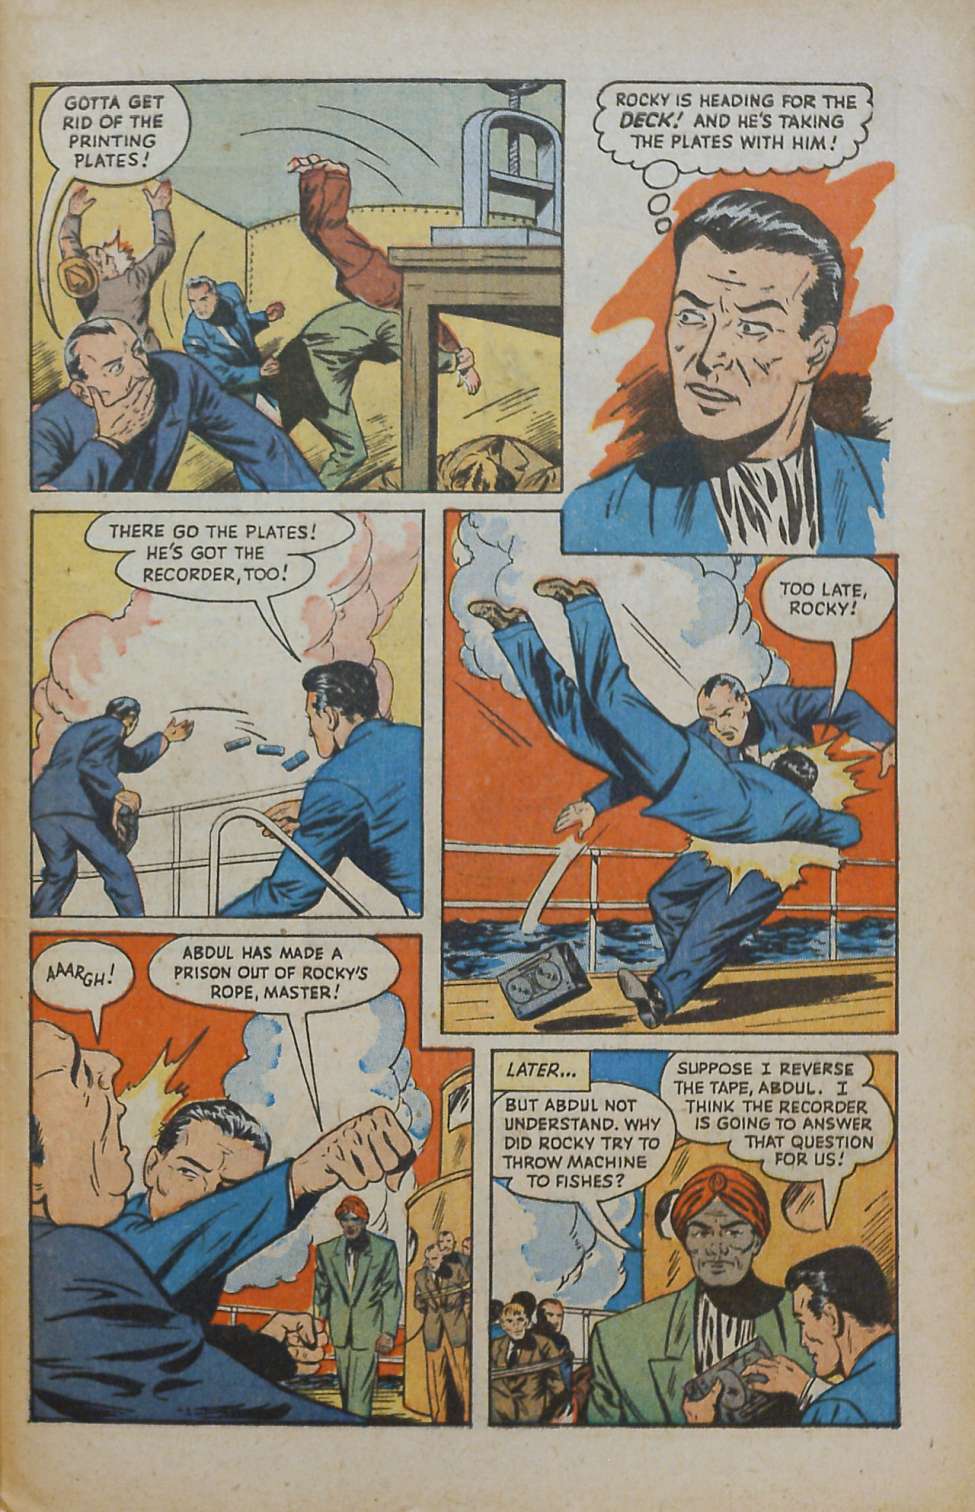 GOTTA GET
RID OF THE
PRINTING
PLATES!
ROCKY IS HEADING FOR THE
DECK! AND HE'S TAKING
THE PLATES WITH HIM!
THERE GO THE PLATES!
HE'S GOT THE
RECORDER, TOO!
TOO LATE,
ROCKY!
AAARGH!
ABDUL HAS MADE A
PRISON OUT OF ROCKY'S
ROPE, MASTER!
LATER...
BUT ABDUL NOT
UNDERSTAND. WHY
DID ROCKY TRY TO
THROW MACHINE
TO FISHES?
SUPPOSE I REVERSE
THE TAPE, ABDUL. I
THINK THE RECORDER
IS GOING TO ANSWER
THAT QUESTION
FOR US!